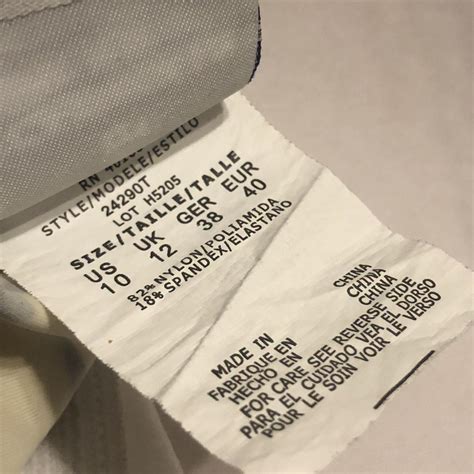 RN
STYLE/MODELE/ESTILO
24290T
LOT H5205
SIZE/TAILLE/TALLE
US UK GER EUR
10 12 38 40
82% NYLON/POLIAMIDA
18% SPANDEX/ELASTANO
MADE IN CHINA
FABRIQUE EN CHINA
HECHO EN CHINA
FOR CARE SEE REVERSE SIDE
PARA EL CUIDADO VEA EL DORSO
POUR LE SOIN VOIR LE VERSO